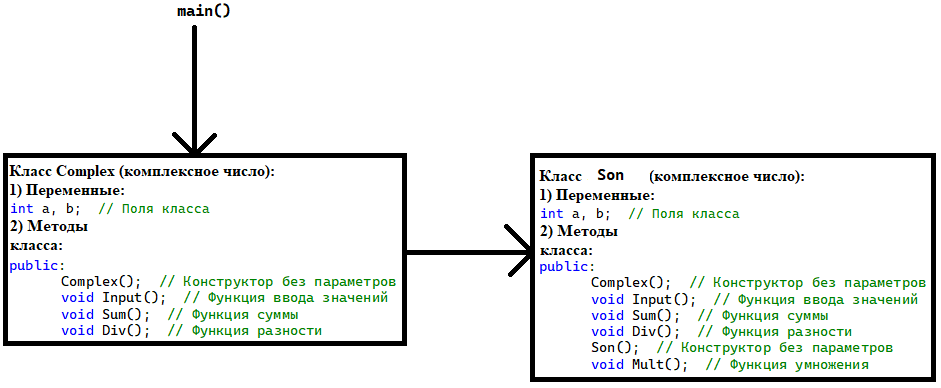 main()
Класс Complex (комплексное число):
1) Переменные:
int a, b;  // Поля класса
2) Методы
класса:
public:
Complex();  // Конструктор без параметров
void Input();  // Функция ввода значений
void Sum();  // Функция суммы
void Div();  // Функция разности
Класс Son (комплексное число):
1) Переменные:
int a, b;  // Поля класса
2) Методы
класса:
public:
Complex();  // Конструктор без параметров
void Input();  // Функция ввода значений
void Sum();  // Функция суммы
void Div();  // Функция разности
Son();  // Конструктор без параметров
void Mult();  // Функция умножения